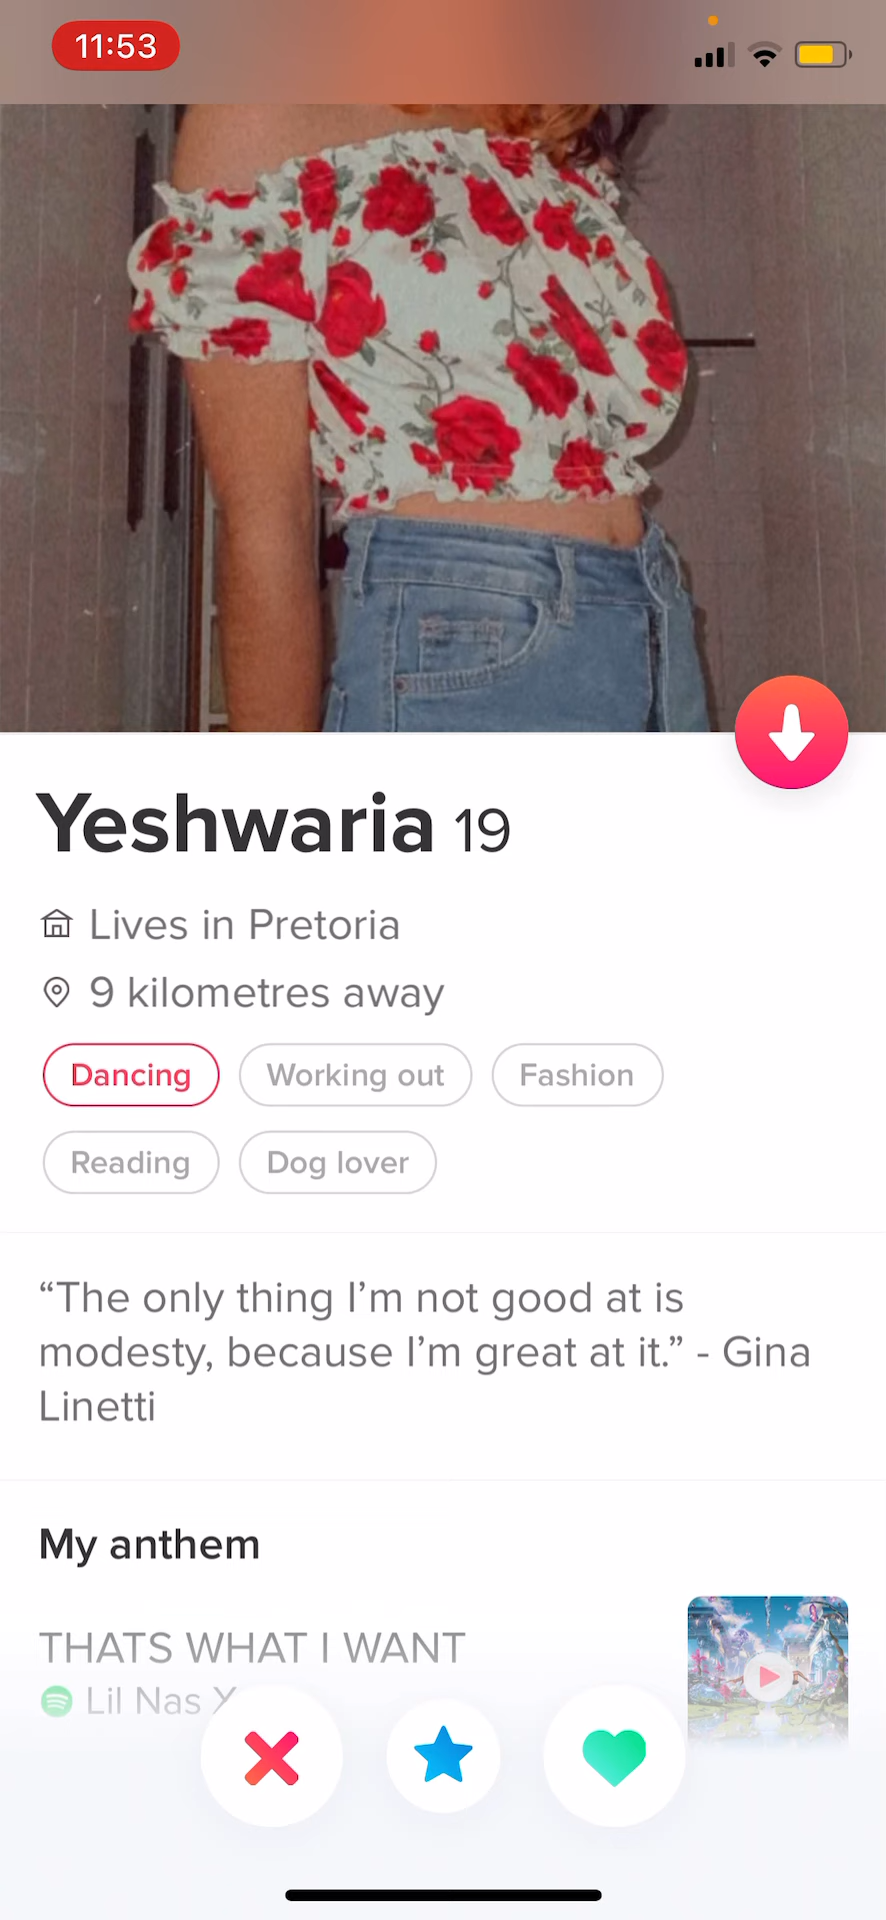 11:53
Yeshwaria 19
Lives in Pretoria
9 kilometres away
Dancing
Working out
Fashion
Reading
Dog lover
“The only thing I’m not good at is
modesty, because I’m great at it.” - Gina
Linetti
My anthem
THATS WHAT I WANT
Lil Nas X